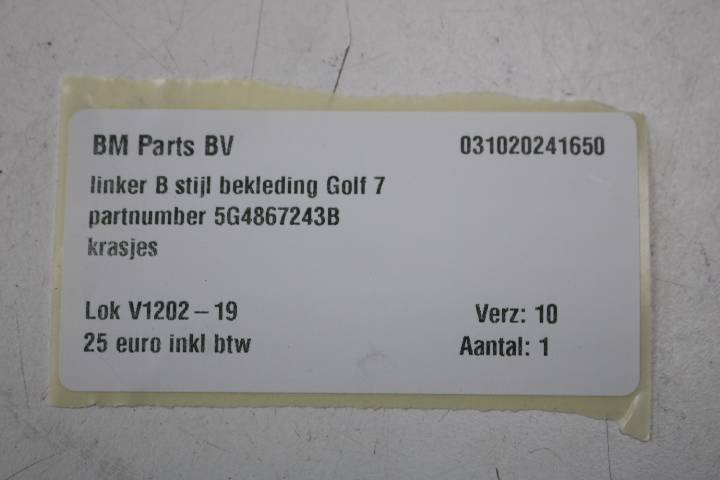 BM Parts BV 031020241650
linker B stijl bekleding Golf 7
partnumber 5G4867243B
krasjes
Lok V1202 – 19 Verz: 10
25 euro inkl btw Aantal: 1